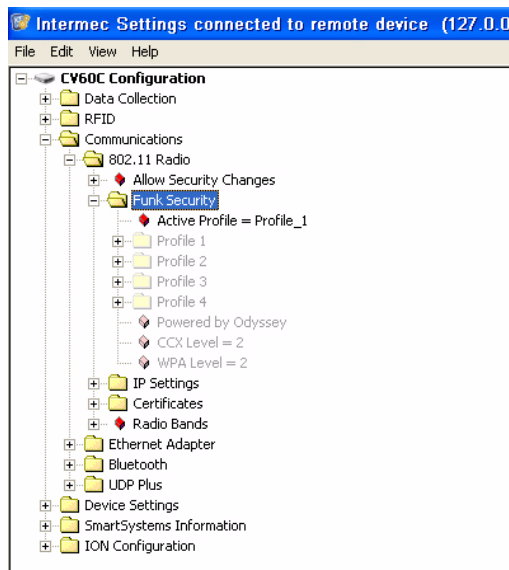 Intermec Settings connected to remote device (127.0.0
File Edit View Help
CV60C Configuration
Data Collection
RFID
Communications
802.11 Radio
Allow Security Changes
Funk Security
Active Profile = Profile_1
Profile 1
Profile 2
Profile 3
Profile 4
Powered by Odyssey
CCX Level = 2
WPA Level = 2
IP Settings
Certificates
Radio Bands
Ethernet Adapter
Bluetooth
UDP Plus
Device Settings
SmartSystems Information
ION Configuration